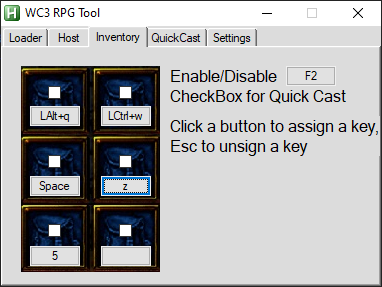 WC3 RPG Tool
Loader Host Inventory QuickCast Settings
Enable/Disable F2
CheckBox for Quick Cast
Click a button to assign a key,
Esc to unsign a key
LAlt+q LCtrl+w
Space z
5